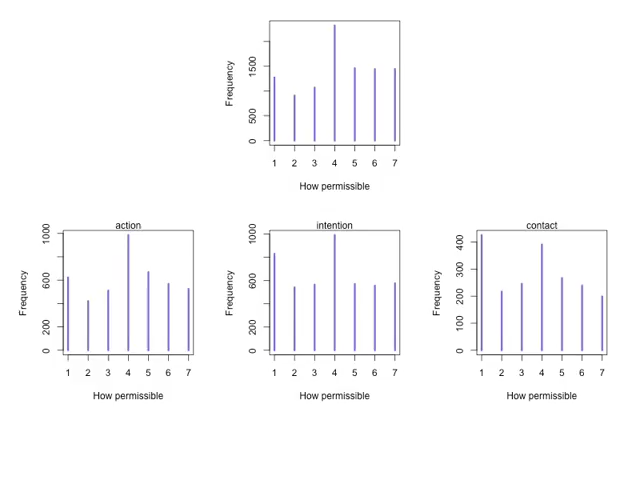 Frequency
0 500 1500
1 2 3 4 5 6 7
How permissible
action
Frequency
0 200 600 1000
1 2 3 4 5 6 7
How permissible
intention
Frequency
0 200 600 1000
1 2 3 4 5 6 7
How permissible
contact
Frequency
0 100 200 300 400
1 2 3 4 5 6 7
How permissible